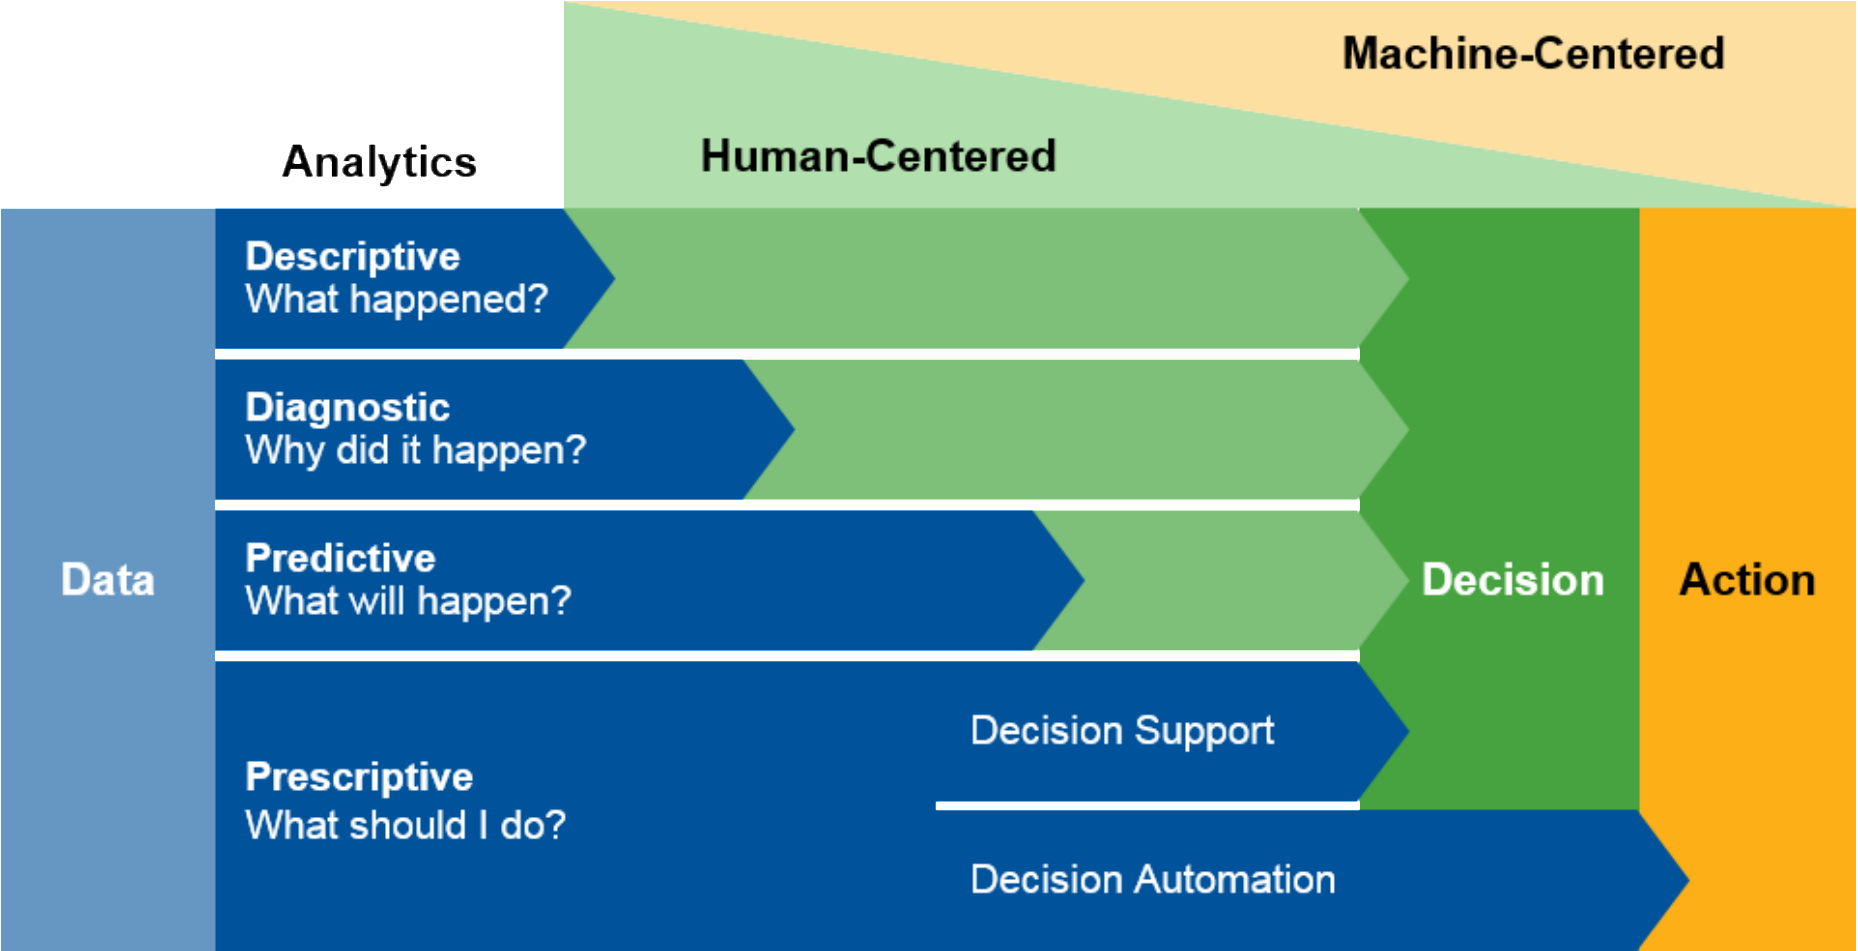 Machine-Centered
Human-Centered
Analytics
Descriptive
What happened?
Diagnostic
Why did it happen?
Predictive
What will happen?
Data
Decision
Action
Decision Support
Prescriptive
What should I do?
Decision Automation